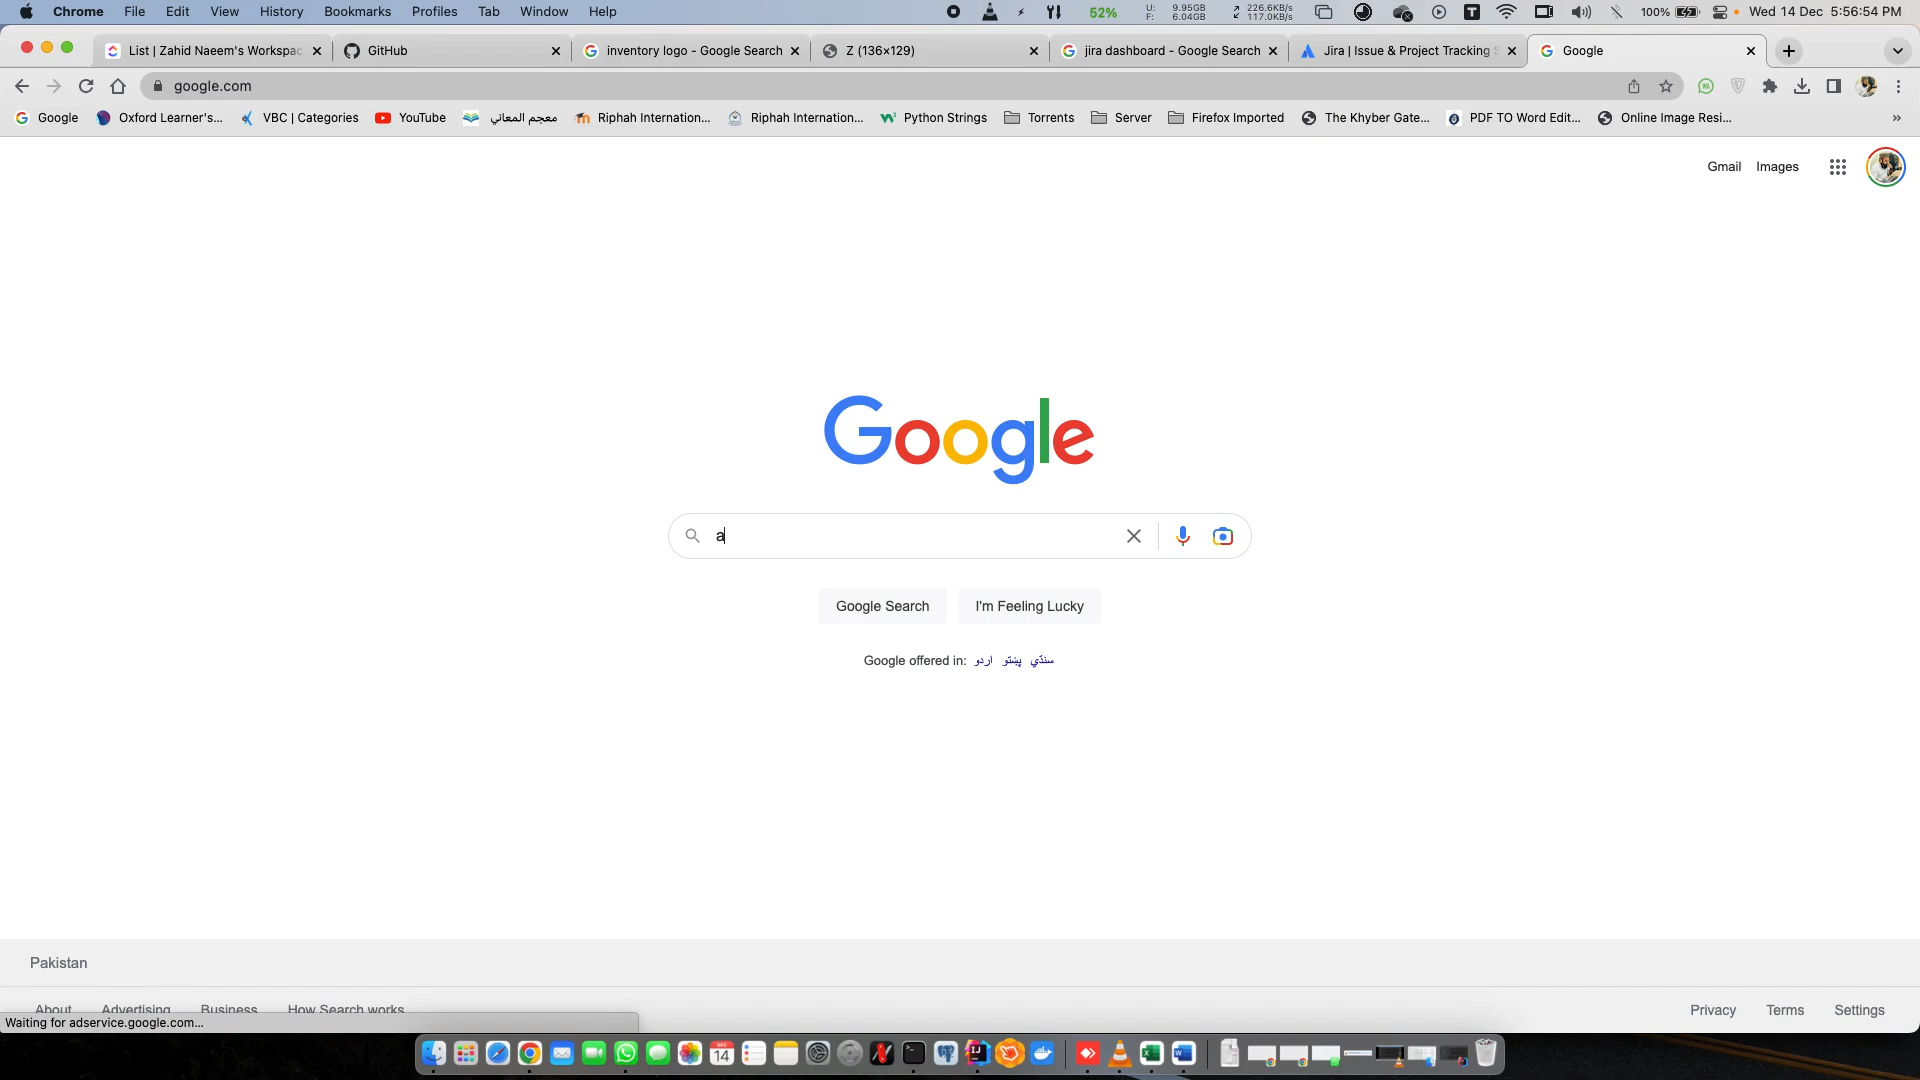 Chrome File Edit View History Bookmarks Profiles Tab Window Help 52% U: 9.95GB F: 6.04GB 226.6KB/s 117.0KB/s 100% Wed 14 Dec 5:56:54 PM
List | Zahid Naeem's Workspac GitHub inventory logo - Google Search Z (136×129) jira dashboard - Google Search Jira | Issue & Project Tracking S Google
google.com
Google Oxford Learner's... VBC | Categories YouTube معجم المعاني Riphah Internation... Riphah Internation... Python Strings Torrents Server Firefox Imported The Khyber Gate... PDF TO Word Edit... Online Image Resi... »
Gmail Images
Google
a
Google Search I'm Feeling Lucky
Google offered in: اردو پښتو سنڌي
Pakistan
About Advertising Business How Search works Privacy Terms Settings
Waiting for adservice.google.com...
DEC 14